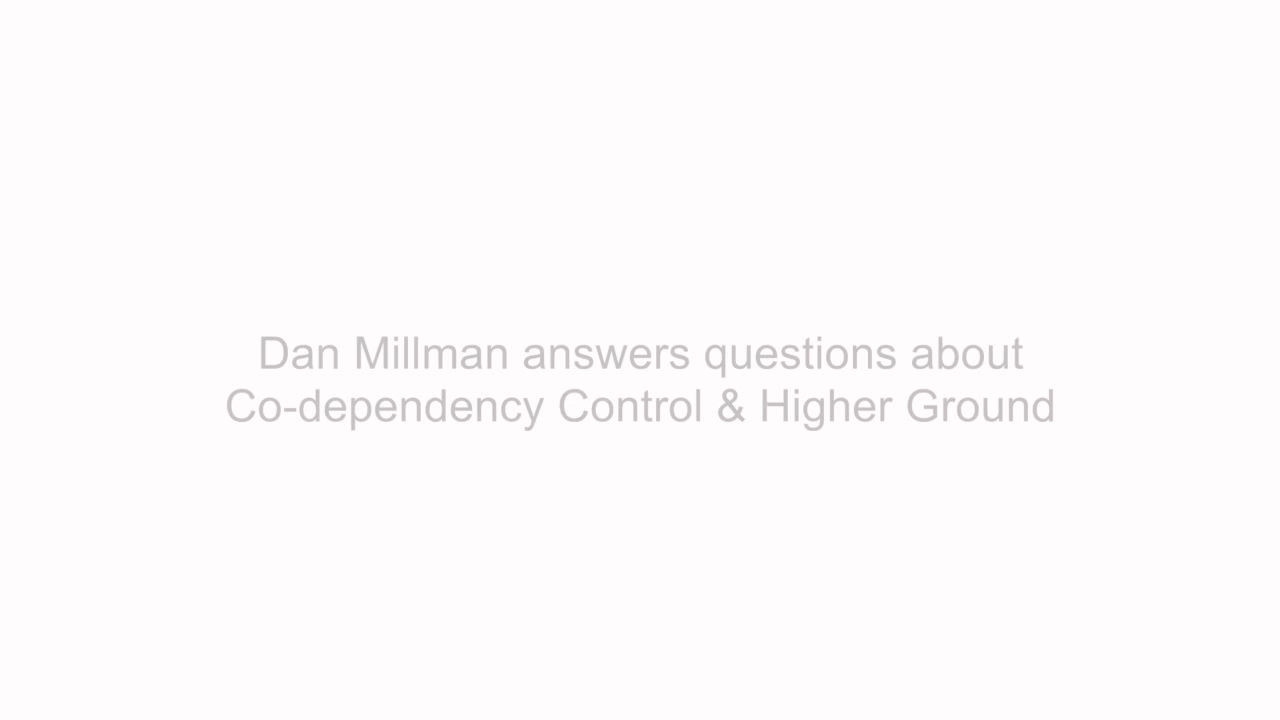 Dan Millman answers questions about
Co-dependency Control & Higher Ground